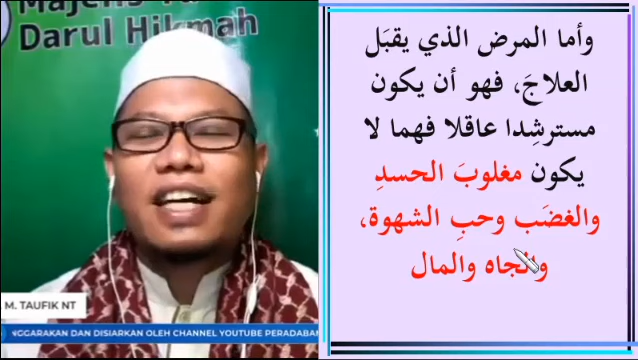 Darul Hikmah
M. TAUFIK NT
NGGARAKAN DAN DISIARKAN OLEH CHANNEL YOUTUBE PERADABAN
وأما المرض الذي يقبَل
العلاجَ، فهو أن يكون
مسترشِدا عاقلا فهما لا
يكون مغلوبَ الحسدِ
والغضَب وحبِ الشهوة،
والجاه والمال